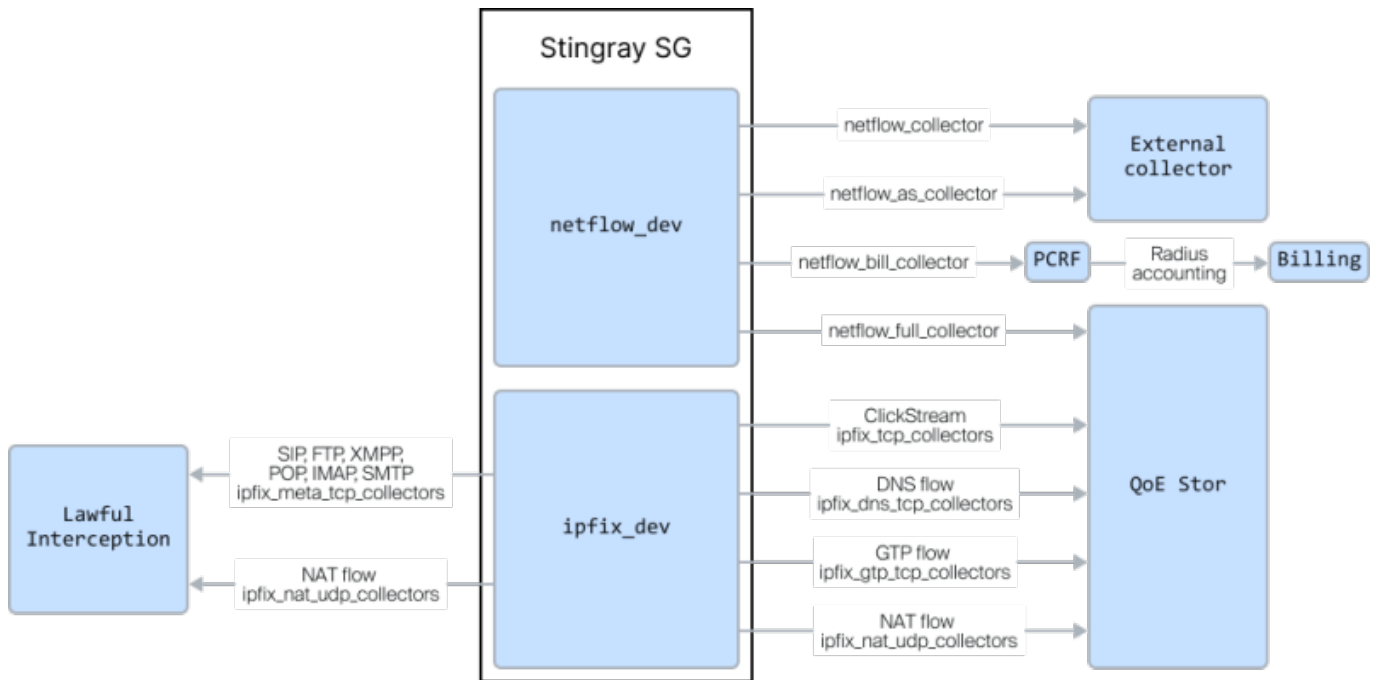 Stingray SG
netflow_dev
netflow_collector
netflow_as_collector
External
collector
netflow_bill_collector
PCRF
Radius
accounting
Billing
netflow_full_collector
ipfix_dev
SIP, FTP, XMPP,
POP, IMAP, SMTP
ipfix_meta_tcp_collectors
NAT flow
ipfix_nat_udp_collectors
Lawful
Interception
ClickStream
ipfix_tcp_collectors
DNS flow
ipfix_dns_tcp_collectors
GTP flow
ipfix_gtp_tcp_collectors
NAT flow
ipfix_nat_udp_collectors
QoE Stor